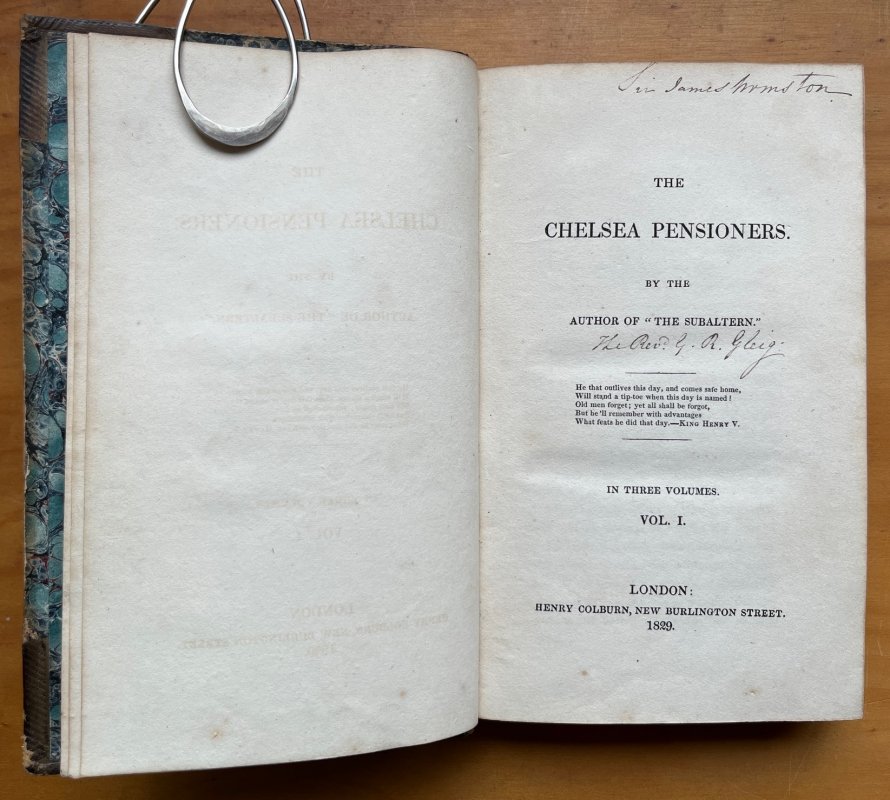 Sir James Urmston
THE
CHELSEA PENSIONERS.
BY THE
AUTHOR OF "THE SUBALTERN."
The Revd. G. R. Gleig.
He that outlives this day, and comes safe home,
Will stand a tip-toe when this day is named!
Old men forget; yet all shall be forgot,
But he'll remember with advantages
What feats he did that day.—KING HENRY V.
IN THREE VOLUMES.
VOL. I.
LONDON:
HENRY COLBURN, NEW BURLINGTON STREET.
1829.